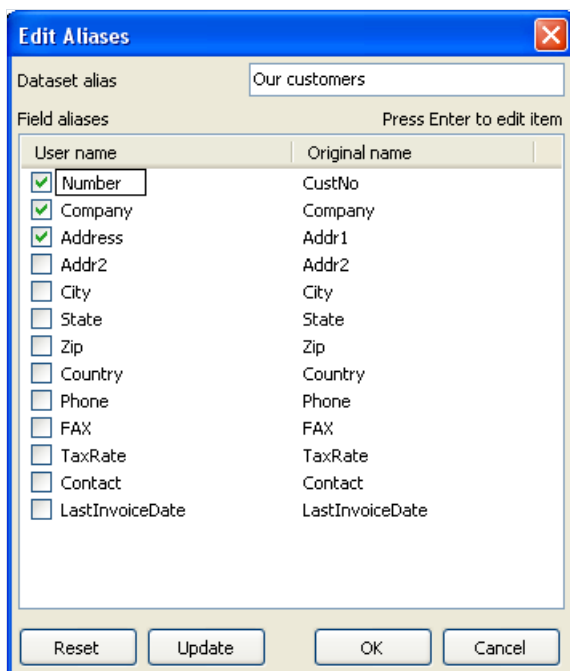 Edit Aliases
Dataset alias Our customers
Field aliases Press Enter to edit item
User name Original name
Number CustNo
Company Company
Address Addr1
Addr2 Addr2
City City
State State
Zip Zip
Country Country
Phone Phone
FAX FAX
TaxRate TaxRate
Contact Contact
LastInvoiceDate LastInvoiceDate
Reset Update OK Cancel